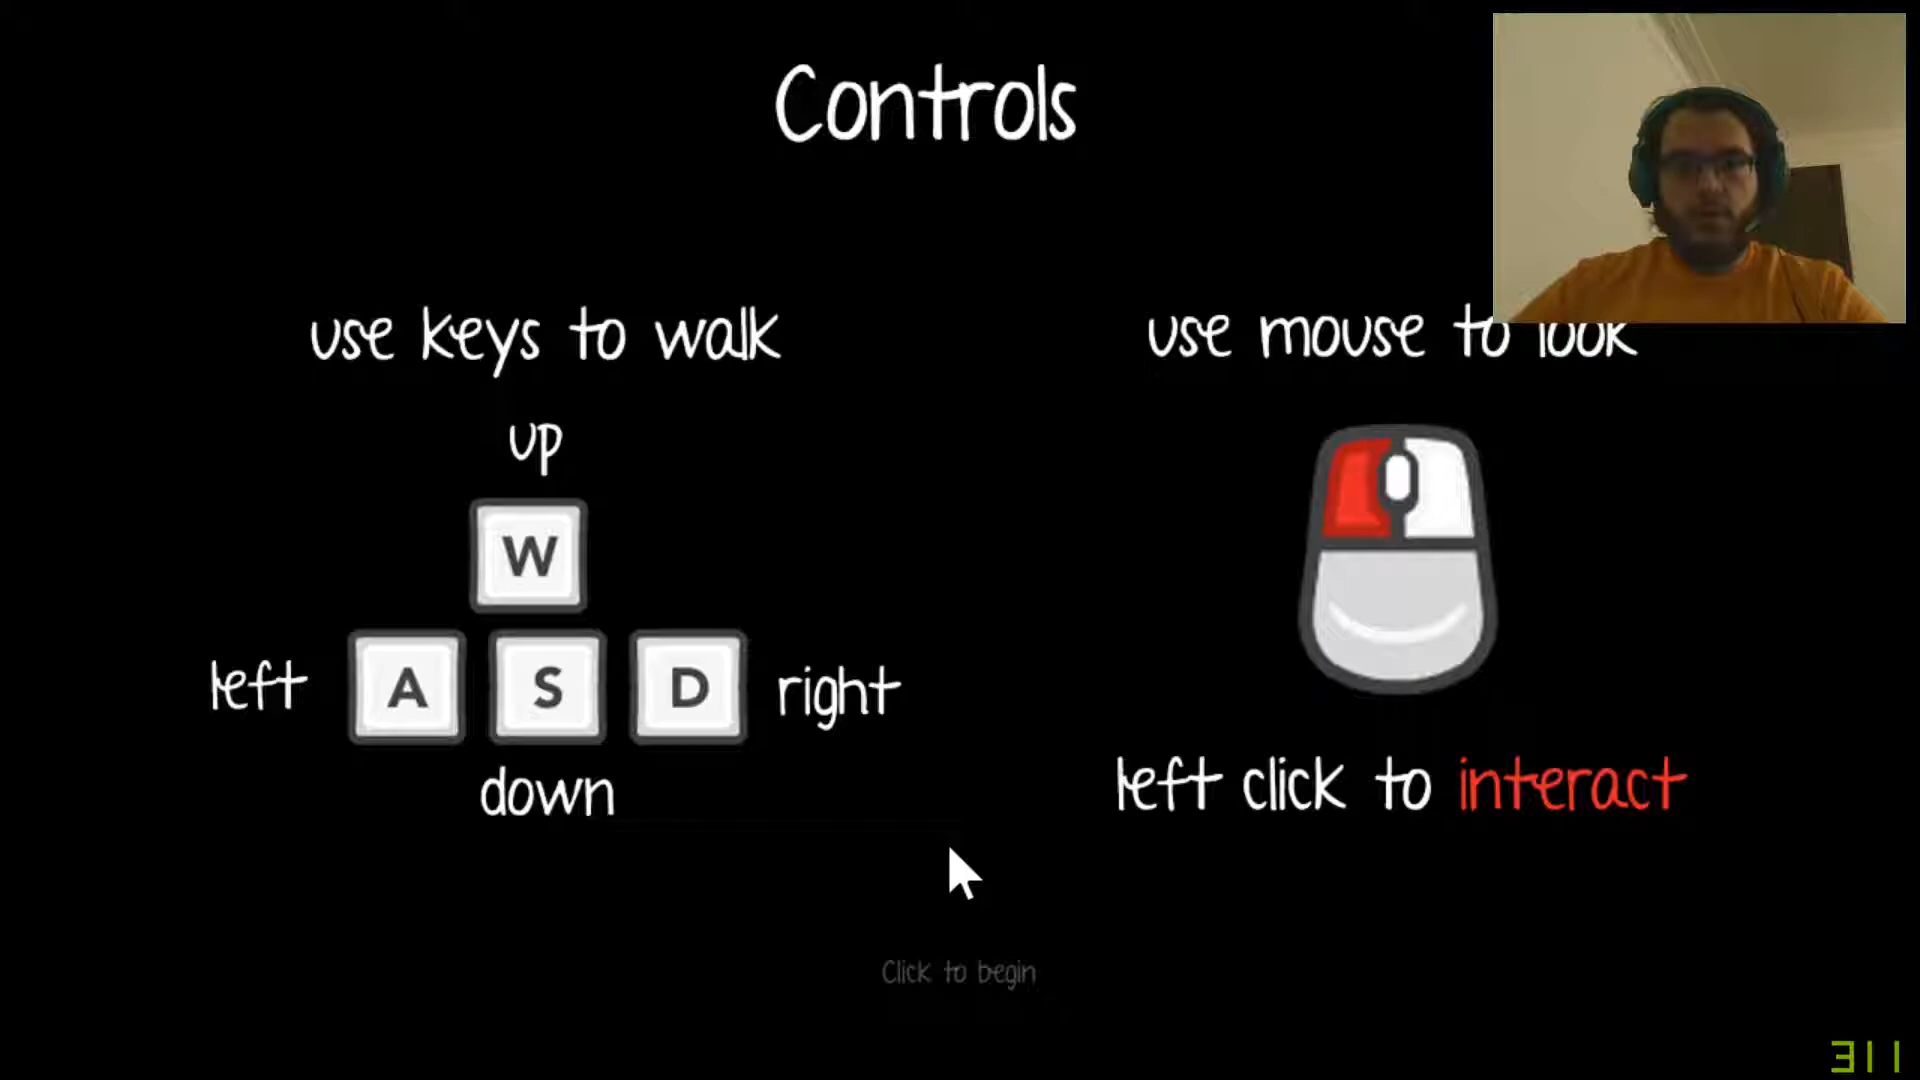 Controls
use keys to walk
use mouse to look
up
W
left A S D right
down
left click to interact
Click to begin
311